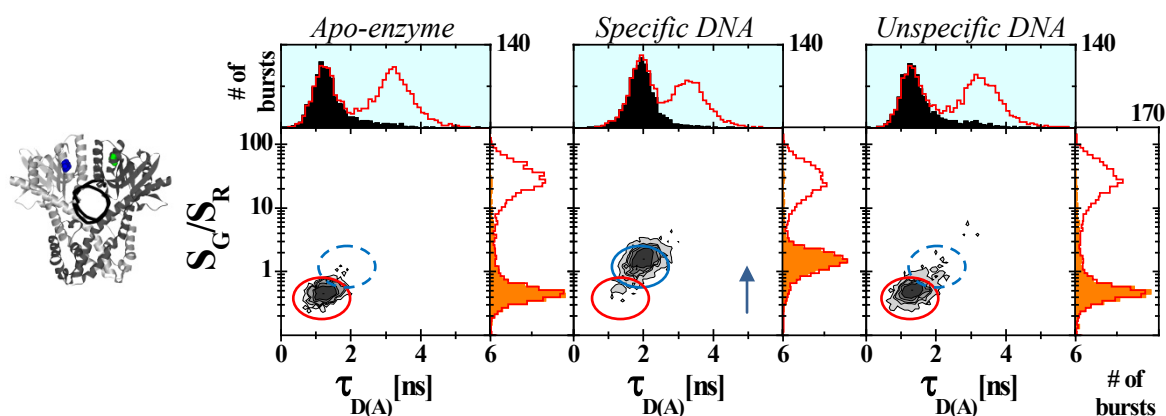 Apo-enzyme 140 Specific DNA 140 Unspecific DNA 140
# of
bursts
170
100
10
1
S_G/S_R
0 2 4 6 0 2 4 6 0 2 4 6
τ_D(A) [ns] τ_D(A) [ns] τ_D(A) [ns] # of
bursts